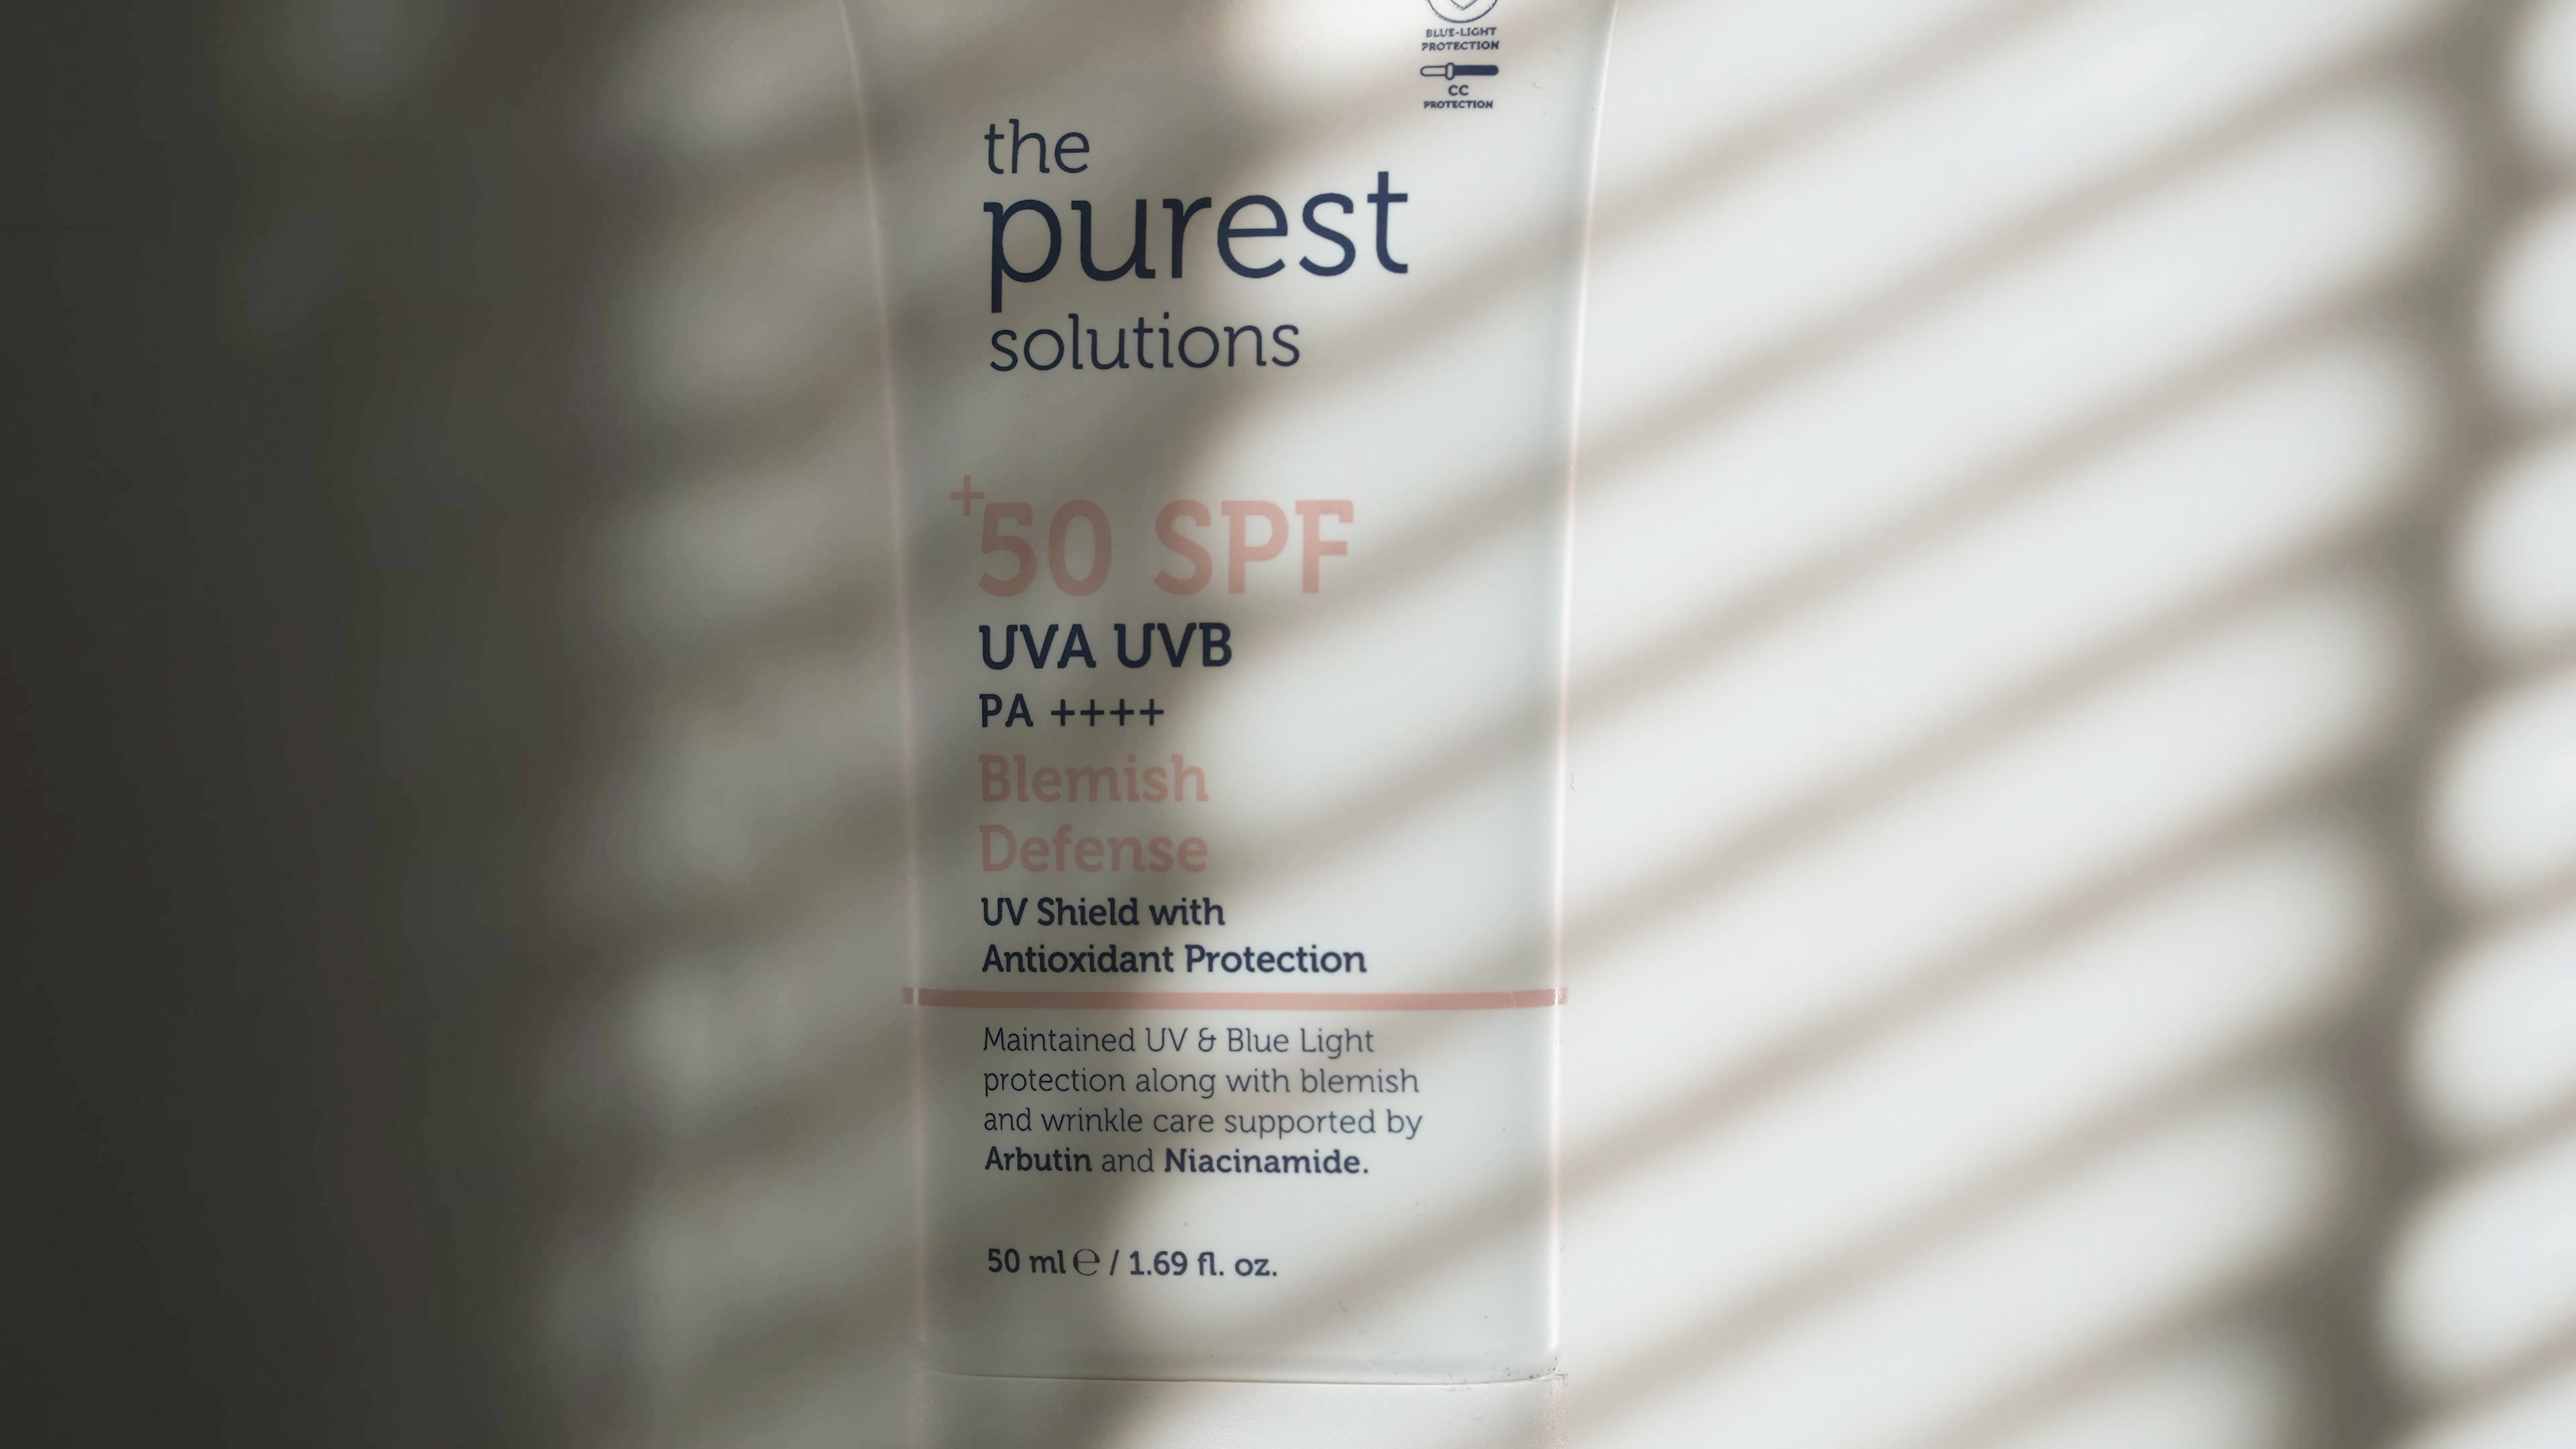 BLUE-LIGHT
PROTECTION
CC
PROTECTION
the
purest
solutions
+50 SPF
UVA UVB
PA ++++
Blemish
Defense
UV Shield with
Antioxidant Protection
Maintained UV & Blue Light
protection along with blemish
and wrinkle care supported by
Arbutin and Niacinamide.
50 ml ℮ / 1.69 fl. oz.